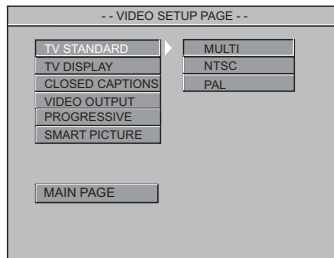 - - VIDEO SETUP PAGE - -
TV STANDARD
TV DISPLAY
CLOSED CAPTIONS
VIDEO OUTPUT
PROGRESSIVE
SMART PICTURE
MULTI
NTSC
PAL
MAIN PAGE